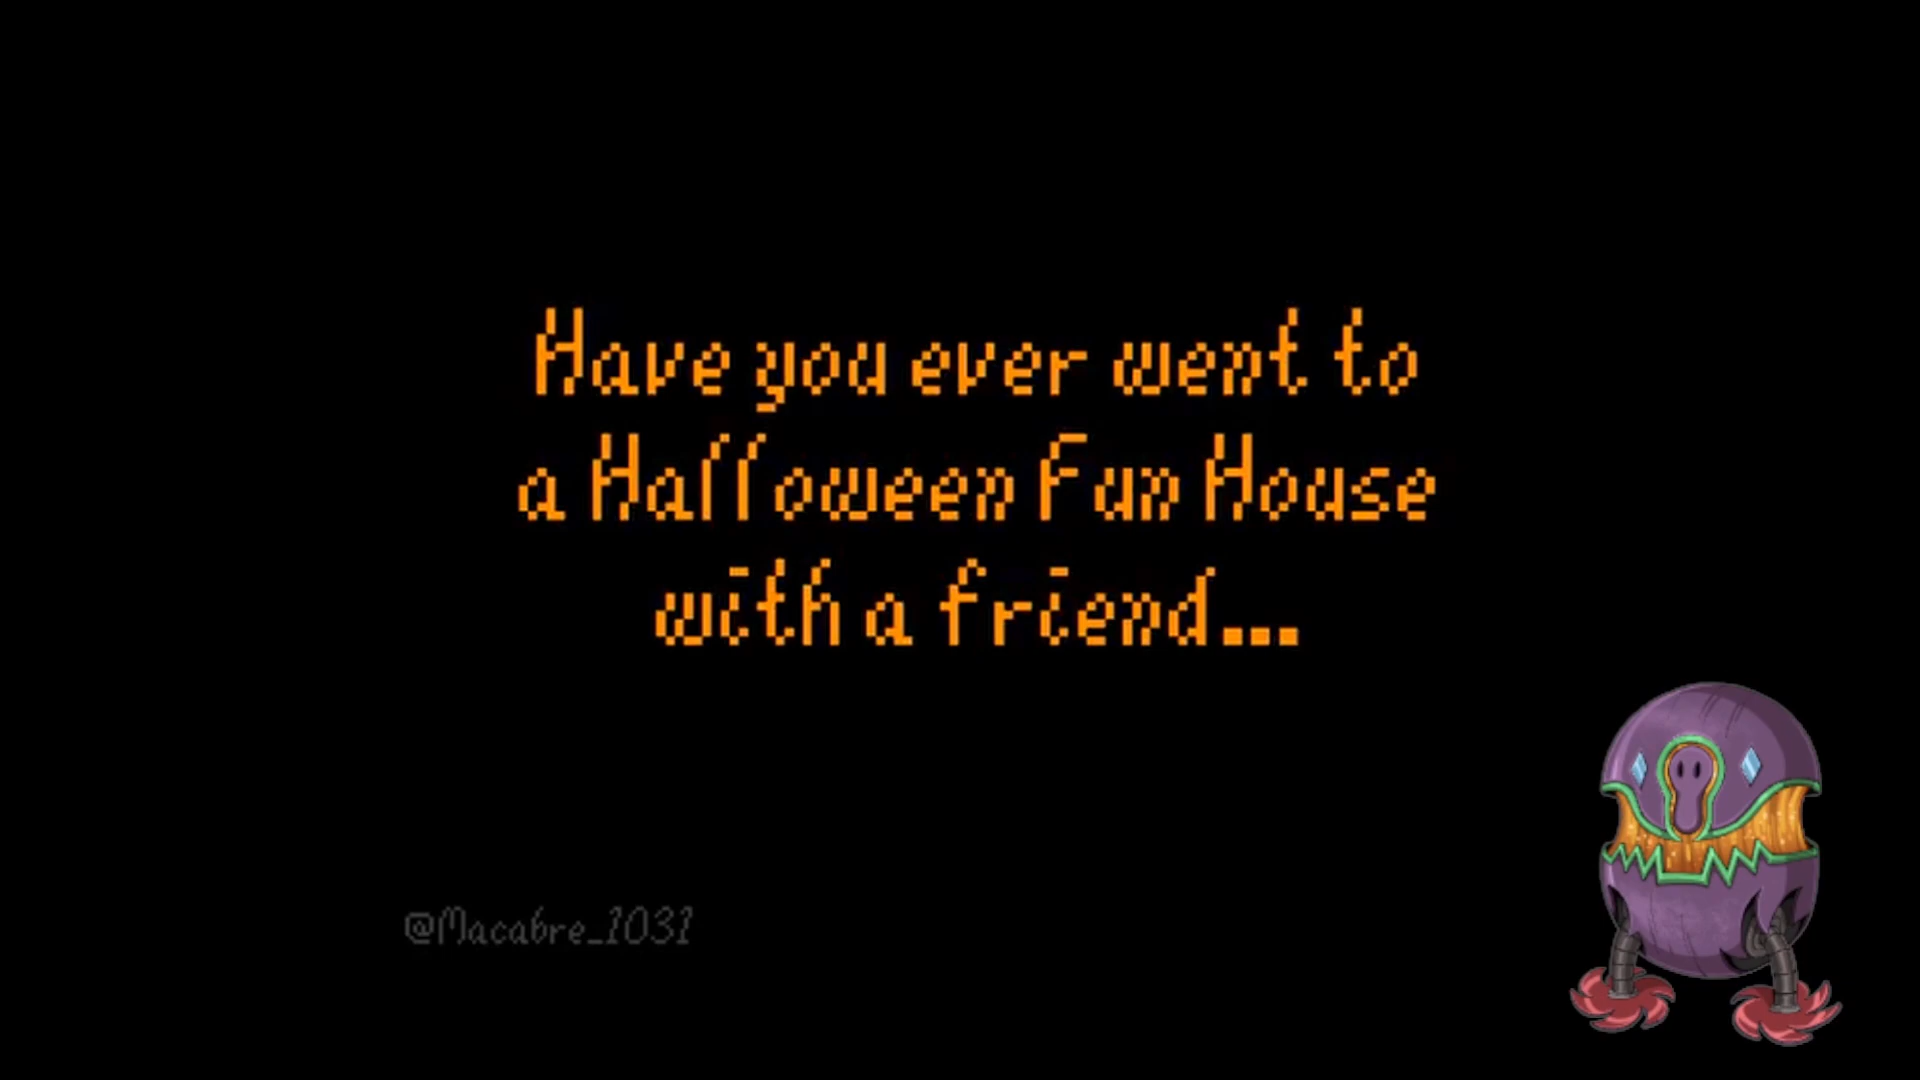 Have you ever went to
a Halloween Fun House
with a friend...
@Macabre_1031